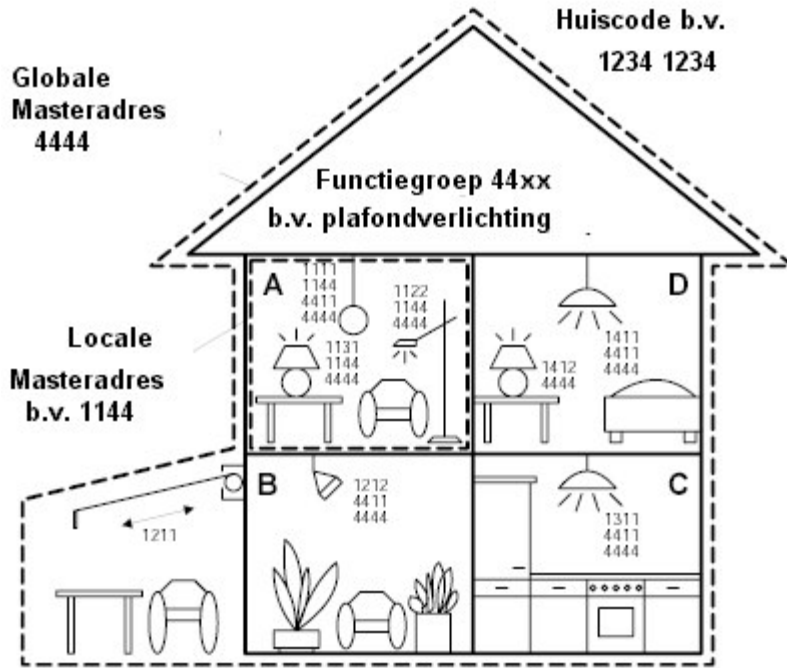 Huiscode b.v.
1234 1234
Globale
Masteradres
4444
Functiegroep 44xx
b.v. plafondverlichting
A
1111
1144
4411
4444
1122
1144
4444
1131
1144
4444
D
1411
4411
4444
1412
4444
Locale
Masteradres
b.v. 1144
B
1212
4411
4444
C
1311
4411
4444
1211